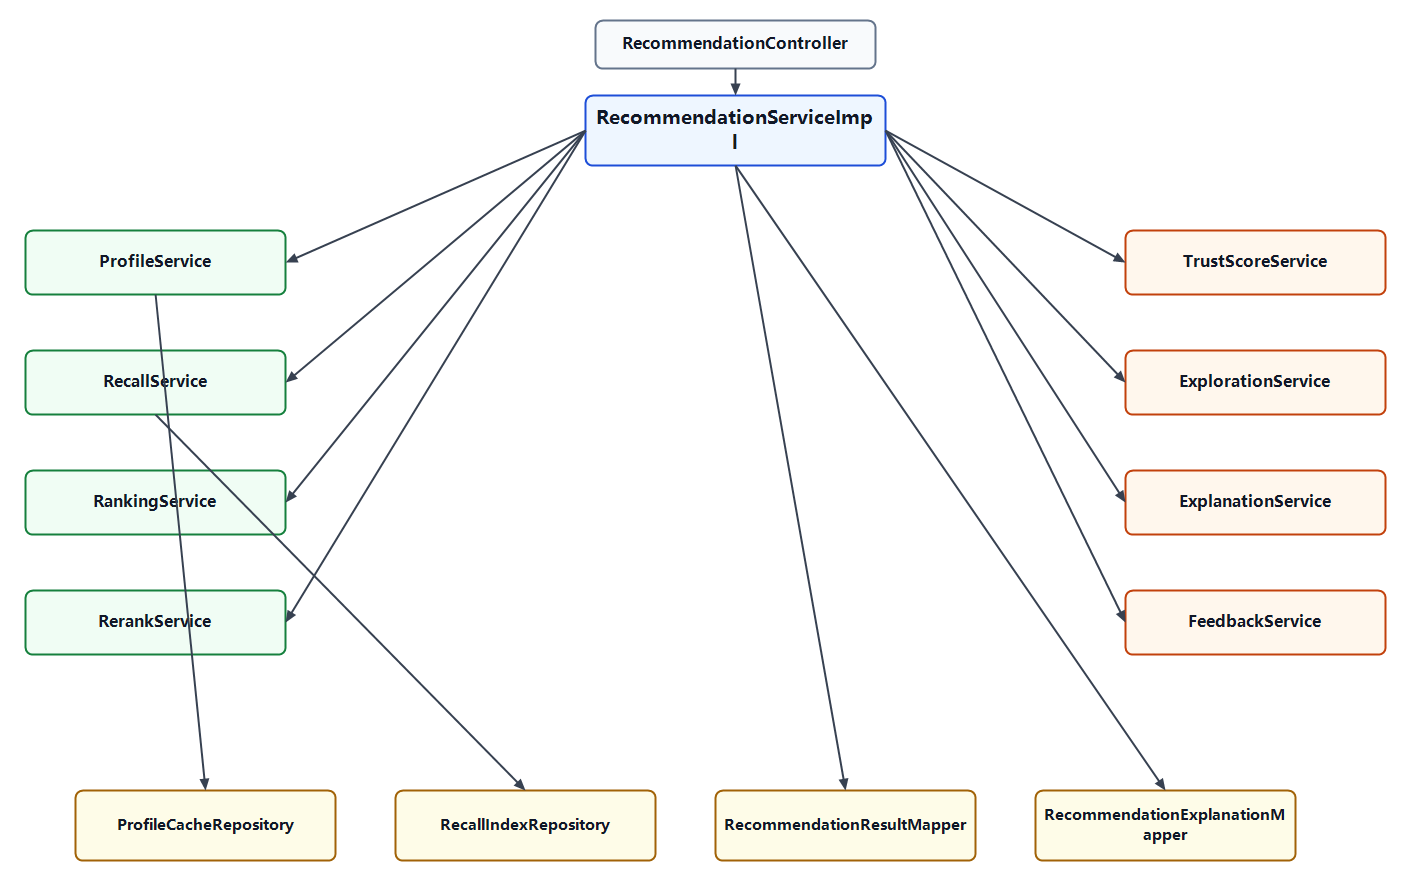 RecommendationController
RecommendationServiceImp
l
ProfileService
TrustScoreService
RecallService
ExplorationService
RankingService
ExplanationService
RerankService
FeedbackService
ProfileCacheRepository
RecallIndexRepository
RecommendationResultMapper
RecommendationExplanationM
apper